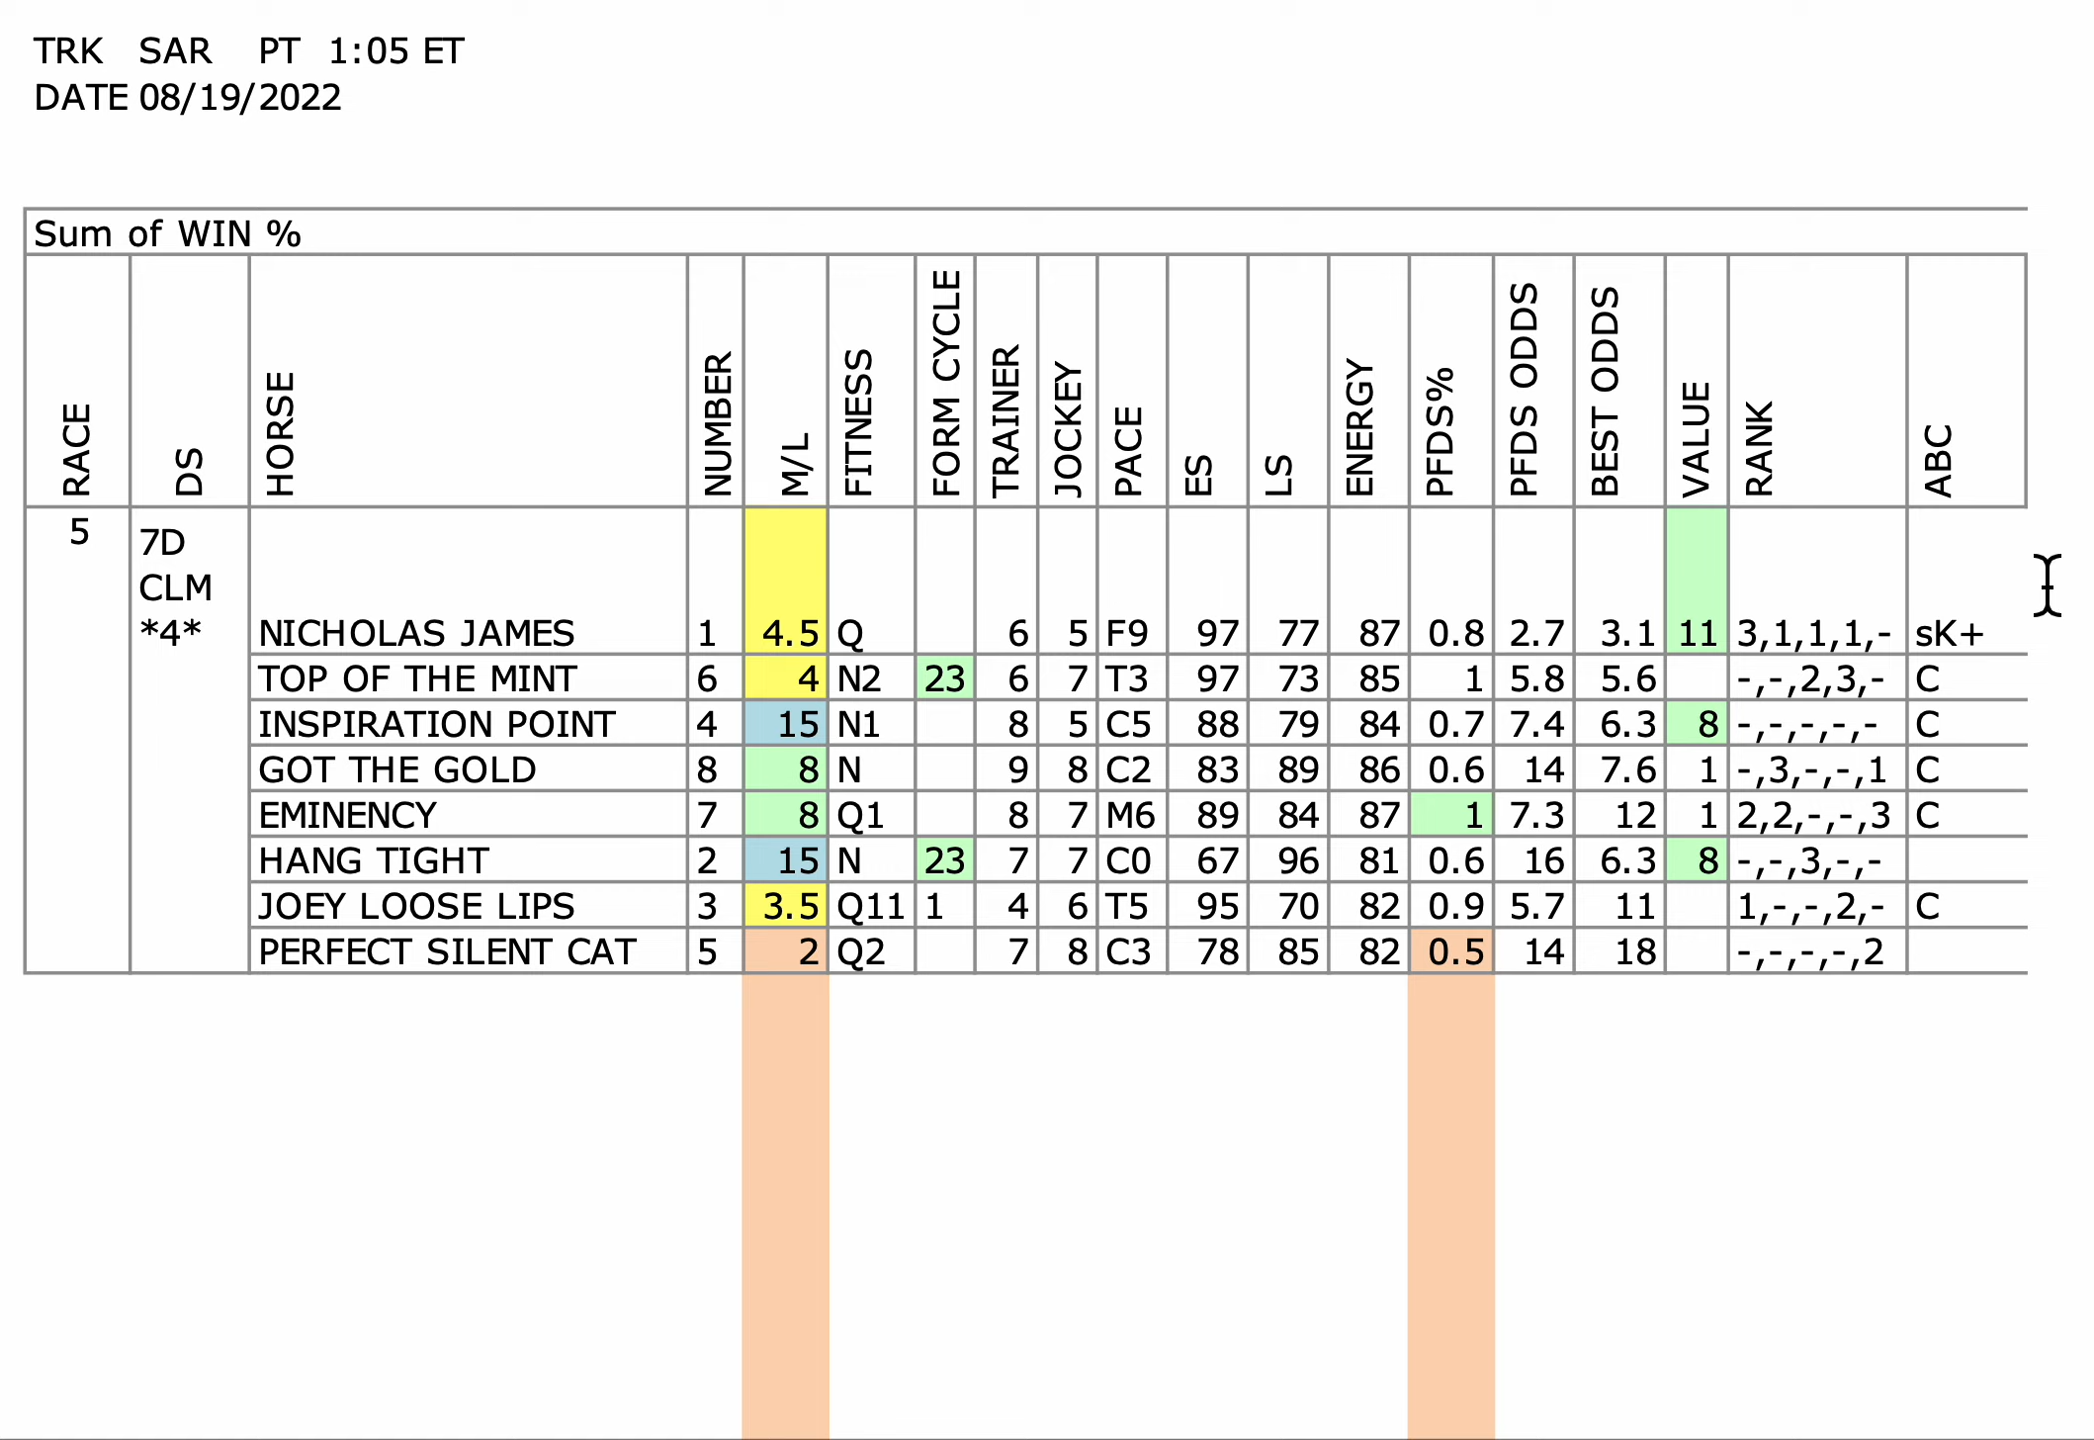 TRK SAR PT 1:05 ET
DATE 08/19/2022
Sum of WIN %
RACE DS HORSE NUMBER M/L FITNESS FORM CYCLE TRAINER JOCKEY PACE ES LS ENERGY PFDS% PFDS ODDS BEST ODDS VALUE RANK ABC
5 7D
CLM
*4* NICHOLAS JAMES 1 4.5 Q 6 5 F9 97 77 87 0.8 2.7 3.1 11 3,1,1,1,- sK+
TOP OF THE MINT 6 4 N2 23 6 7 T3 97 73 85 1 5.8 5.6 -,-,2,3,- C
INSPIRATION POINT 4 15 N1 8 5 C5 88 79 84 0.7 7.4 6.3 8 -,-,-,-,- C
GOT THE GOLD 8 8 N 9 8 C2 83 89 86 0.6 14 7.6 1 -,3,-,-,1 C
EMINENCY 7 8 Q1 8 7 M6 89 84 87 1 7.3 12 1 2,2,-,-,3 C
HANG TIGHT 2 15 N 23 7 7 C0 67 96 81 0.6 16 6.3 8 -,-,3,-,-
JOEY LOOSE LIPS 3 3.5 Q11 1 4 6 T5 95 70 82 0.9 5.7 11 1,-,-,2,- C
PERFECT SILENT CAT 5 2 Q2 7 8 C3 78 85 82 0.5 14 18 -,-,-,-,2